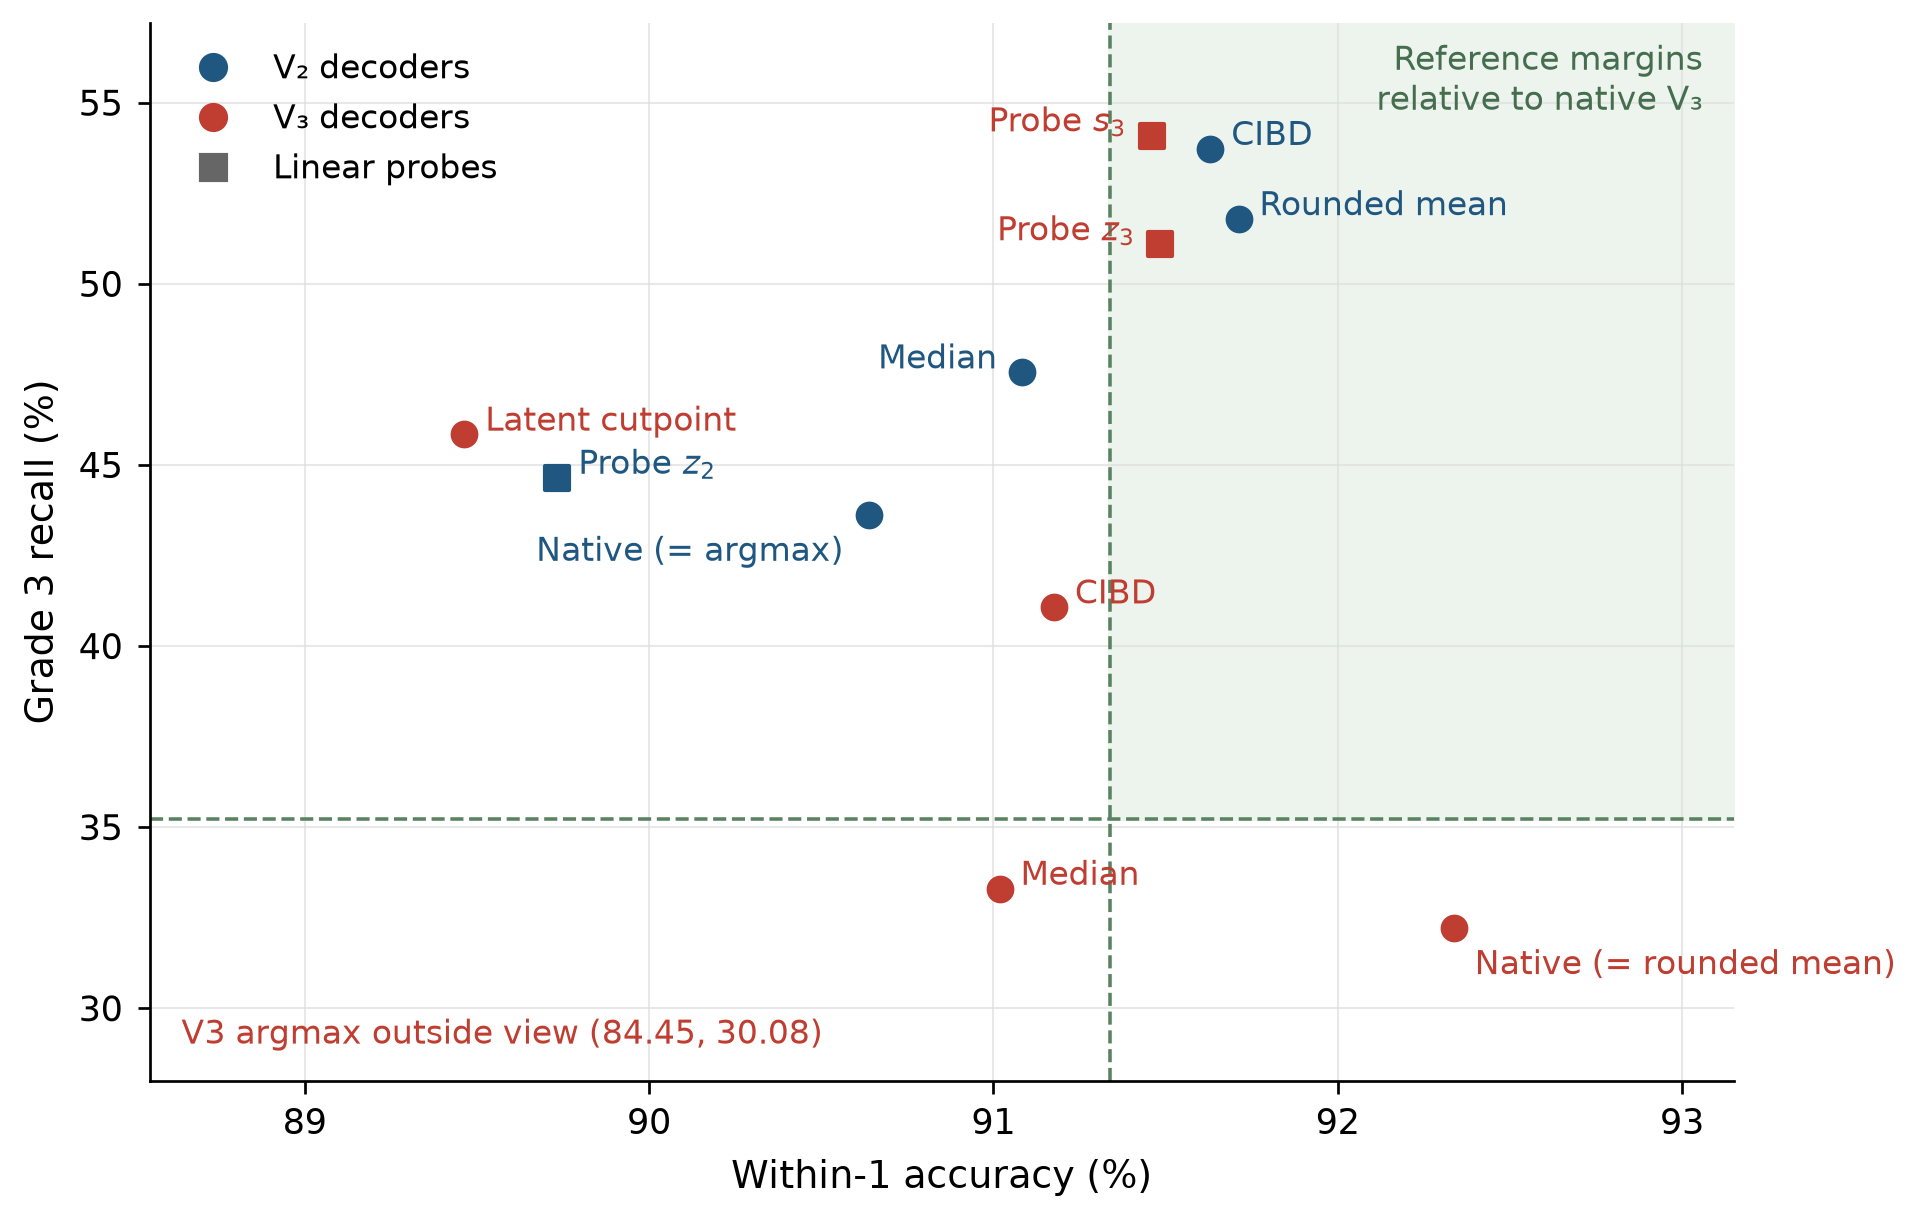 V₂ decoders
V₃ decoders
Linear probes
Reference margins
relative to native V₃
Probe s₃
CIBD
Rounded mean
Probe z₃
Median
Latent cutpoint
Probe z₂
Native (= argmax)
CIBD
Median
Native (= rounded mean)
V3 argmax outside view (84.45, 30.08)
55
50
45
40
35
30
Grade 3 recall (%)
89
90
91
92
93
Within-1 accuracy (%)